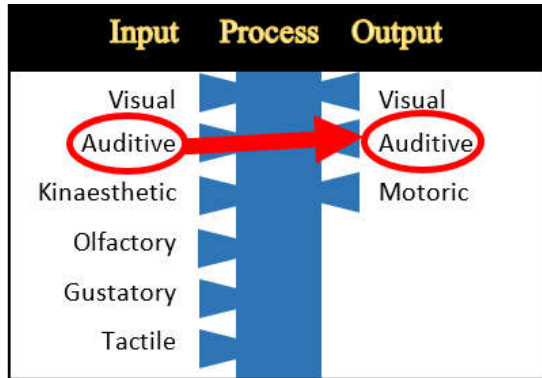 Input Process Output
Visual Visual
Auditive Auditive
Kinaesthetic Motoric
Olfactory
Gustatory
Tactile